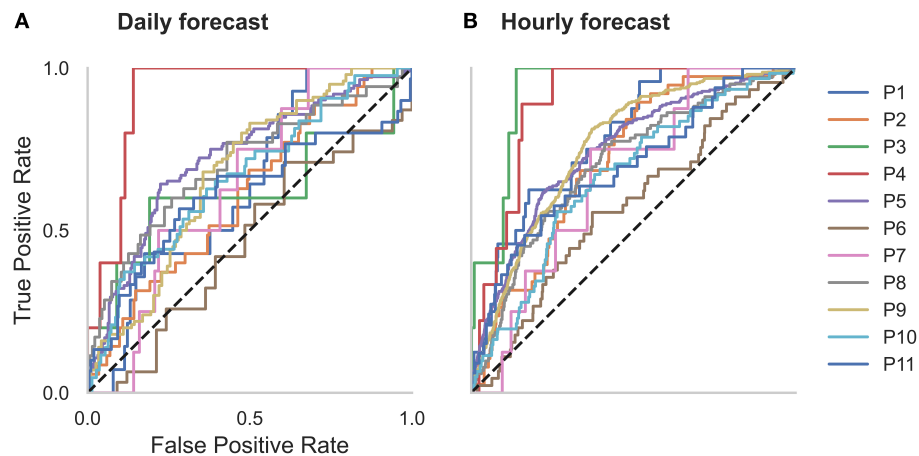 A Daily forecast
B Hourly forecast
1.0
0.5
0.0
True Positive Rate
0.0 0.5 1.0
False Positive Rate
P1
P2
P3
P4
P5
P6
P7
P8
P9
P10
P11